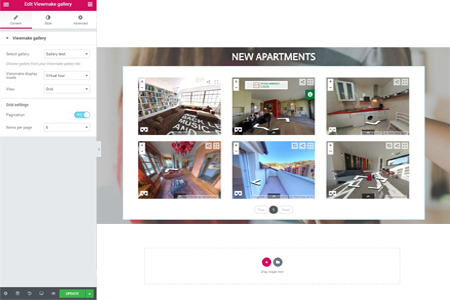 Edit Viewmake gallery
Content
Style
Advanced
Viewmake gallery
Select gallery
Gallery test
Choose gallery from your Viewmake gallery list
Viewmake display mode
Virtual tour
View
Grid
Grid settings
Pagination
YES
Items per page
6
UPDATE
NEW APARTMENTS
BACK
MUSIC
Prev
1
Next
Drag widget here